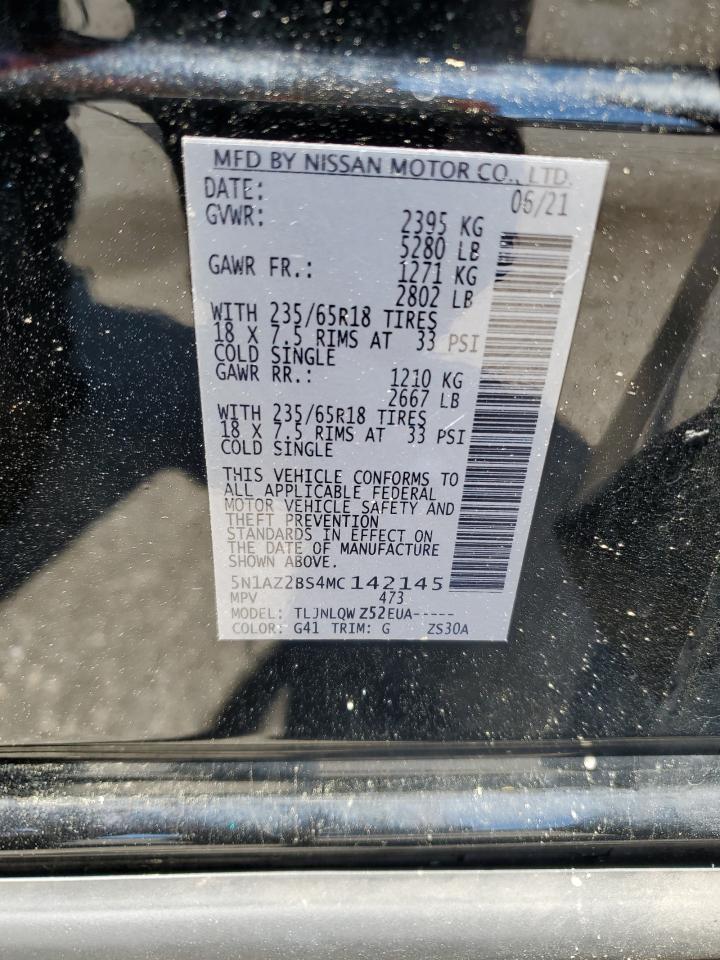 MFD BY NISSAN MOTOR CO., LTD.
DATE: 06/21
GVWR: 2395 KG
5280 LB
GAWR FR.: 1271 KG
2802 LB
WITH 235/65R18 TIRES
18 X 7.5 RIMS AT 33 PSI
COLD SINGLE
GAWR RR.: 1210 KG
2667 LB
WITH 235/65R18 TIRES
18 X 7.5 RIMS AT 33 PSI
COLD SINGLE
THIS VEHICLE CONFORMS TO
ALL APPLICABLE FEDERAL
MOTOR VEHICLE SAFETY AND
THEFT PREVENTION
STANDARDS IN EFFECT ON
THE DATE OF MANUFACTURE
SHOWN ABOVE.
5N1AZ2BS4MC142145
MPV 473
MODEL: TLJNLQWZ52EUA-----
COLOR: G41 TRIM: G ZS30A